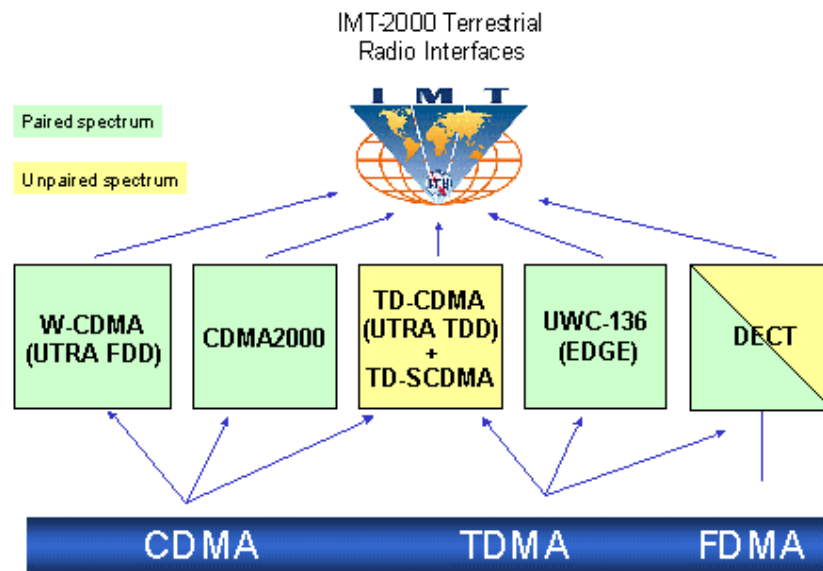 IMT-2000 Terrestrial
Radio Interfaces
I M T
Paired spectrum
Unpaired spectrum
ITU
W-CDMA
(UTRA FDD)
CDMA2000
TD-CDMA
(UTRA TDD)
+
TD-SCDMA
UWC-136
(EDGE)
DECT
CDMA
TDMA
FDMA